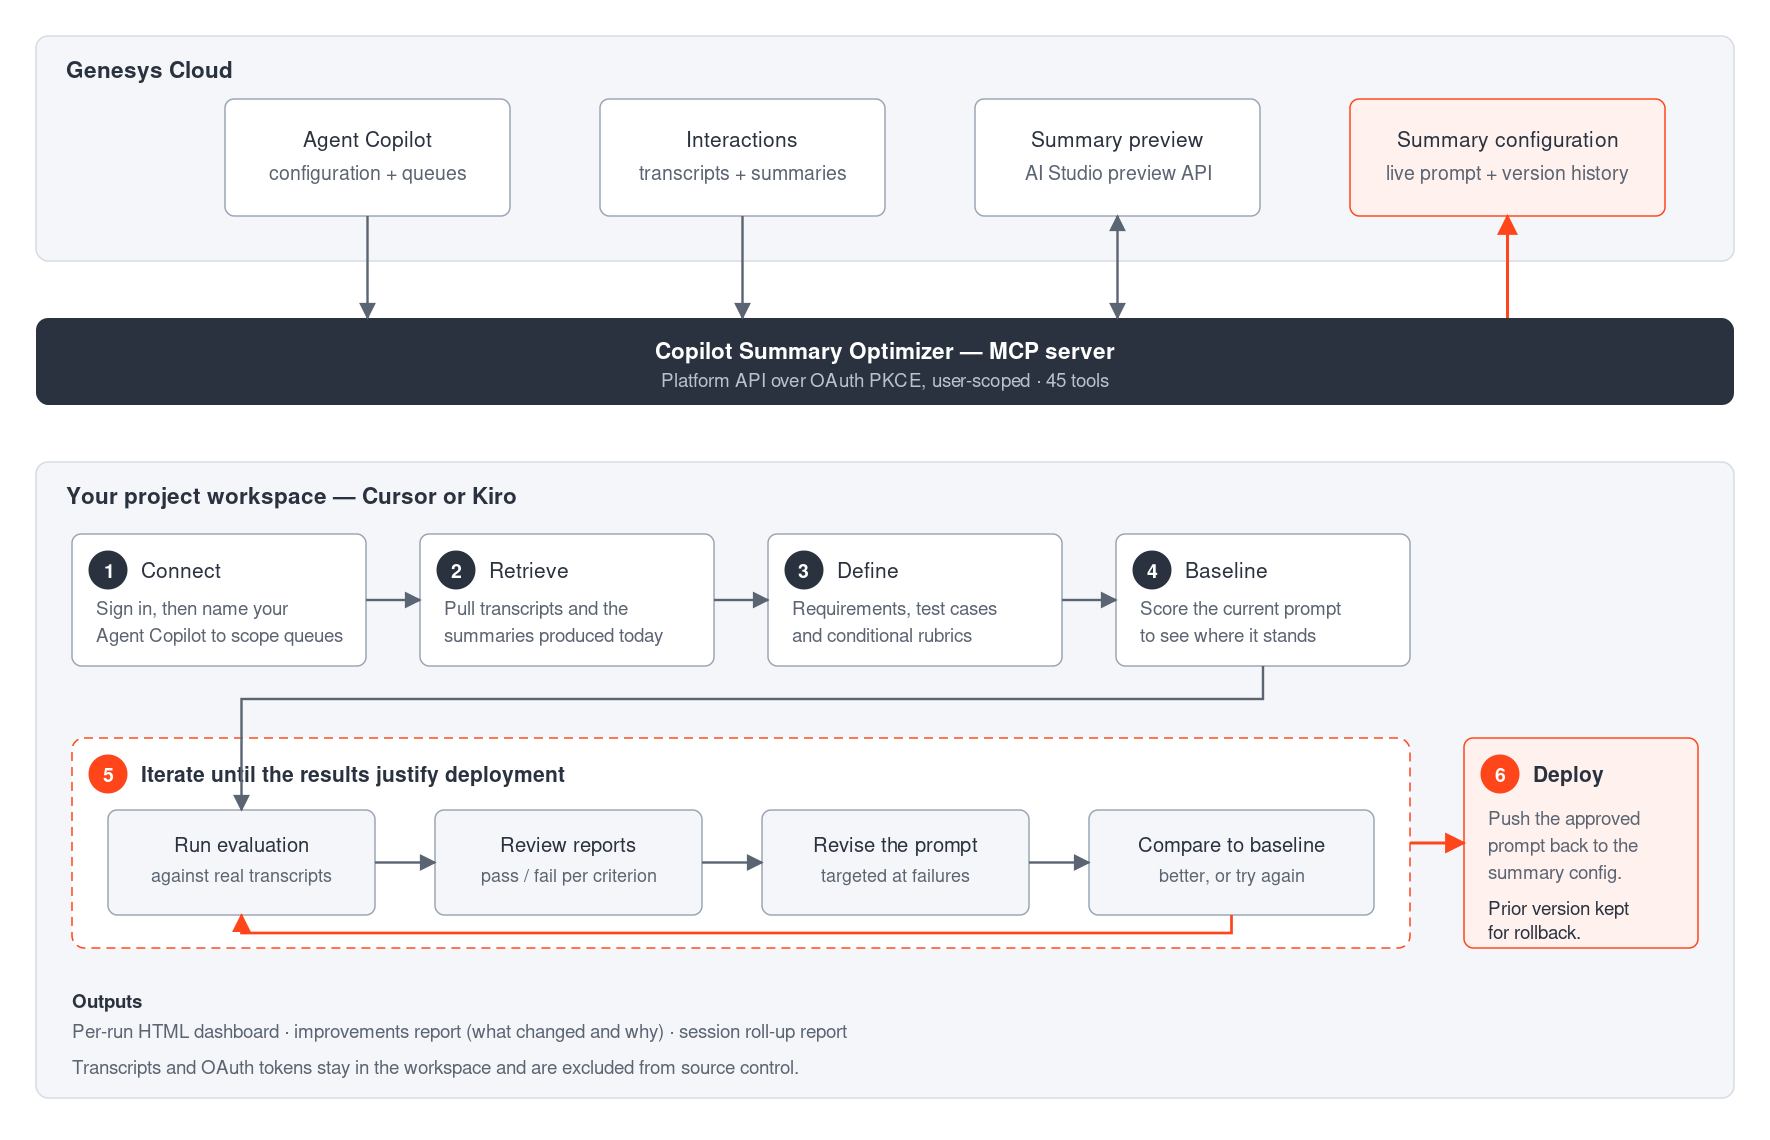 Genesys Cloud
Agent Copilot
configuration + queues
Interactions
transcripts + summaries
Summary preview
AI Studio preview API
Summary configuration
live prompt + version history
Copilot Summary Optimizer — MCP server
Platform API over OAuth PKCE, user-scoped · 45 tools
Your project workspace — Cursor or Kiro
1 Connect
Sign in, then name your
Agent Copilot to scope queues
2 Retrieve
Pull transcripts and the
summaries produced today
3 Define
Requirements, test cases
and conditional rubrics
4 Baseline
Score the current prompt
to see where it stands
5 Iterate until the results justify deployment
Run evaluation
against real transcripts
Review reports
pass / fail per criterion
Revise the prompt
targeted at failures
Compare to baseline
better, or try again
6 Deploy
Push the approved
prompt back to the
summary config.
Prior version kept
for rollback.
Outputs
Per-run HTML dashboard · improvements report (what changed and why) · session roll-up report
Transcripts and OAuth tokens stay in the workspace and are excluded from source control.